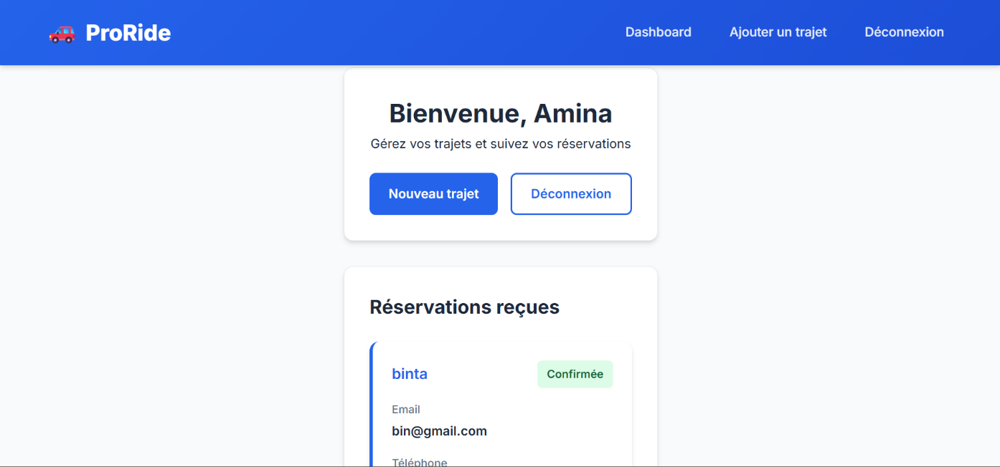 ProRide
Dashboard
Ajouter un trajet
Déconnexion
Bienvenue, Amina
Gérez vos trajets et suivez vos réservations
Nouveau trajet
Déconnexion
Réservations reçues
binta
Confirmée
Email
bin@gmail.com
Téléphone